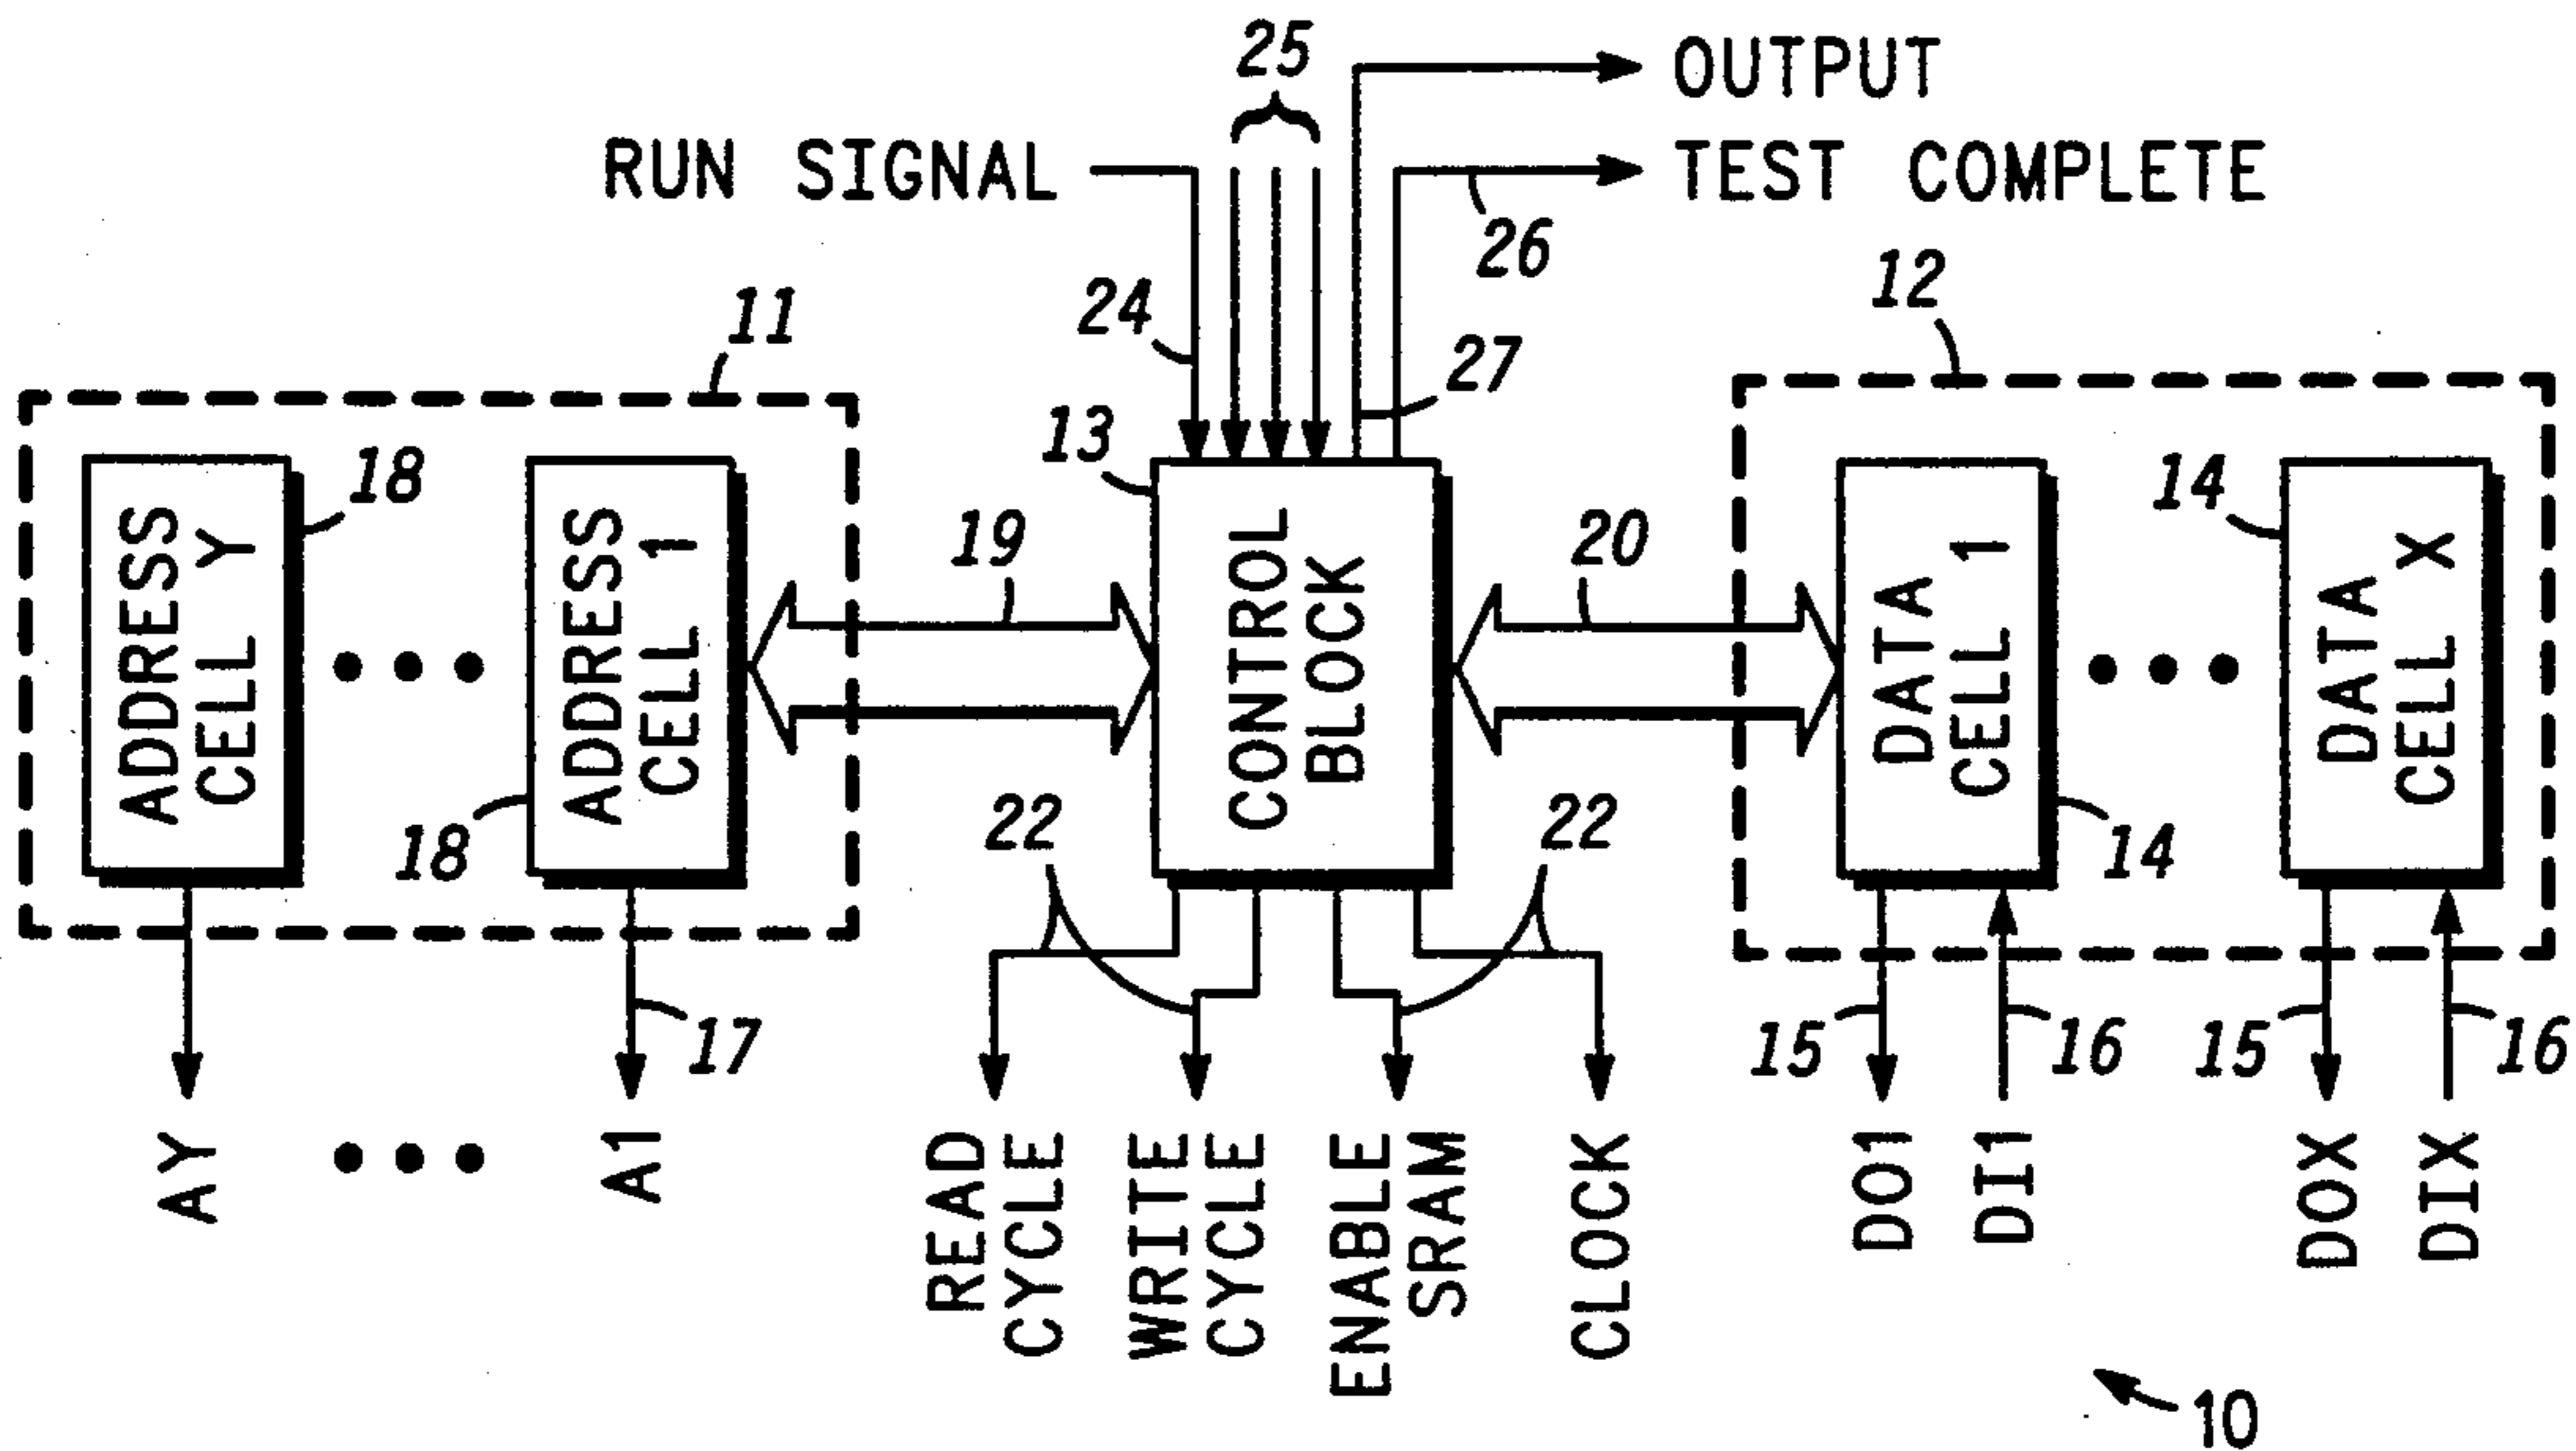 25
OUTPUT
RUN SIGNAL
TEST COMPLETE
26
24
27
11
12
13
18
ADDRESS
CELL Y
18
ADDRESS
CELL 1
19
CONTROL
BLOCK
20
DATA
CELL 1
14
14
DATA
CELL X
22
22
17
15
16
15
16
AY
A1
READ
CYCLE
WRITE
CYCLE
ENABLE
SRAM
CLOCK
DO1
DI1
DOX
DIX
10